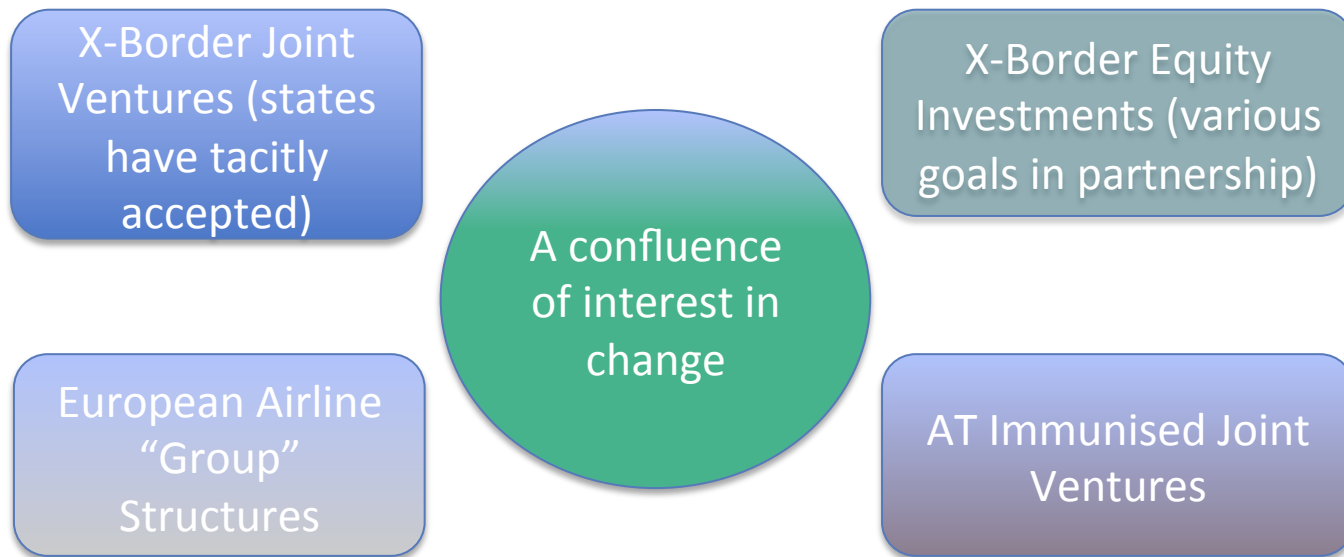 X-Border Joint
Ventures (states
have tacitly
accepted)
X-Border Equity
Investments (various
goals in partnership)
A confluence
of interest in
change
European Airline
“Group”
Structures
AT Immunised Joint
Ventures